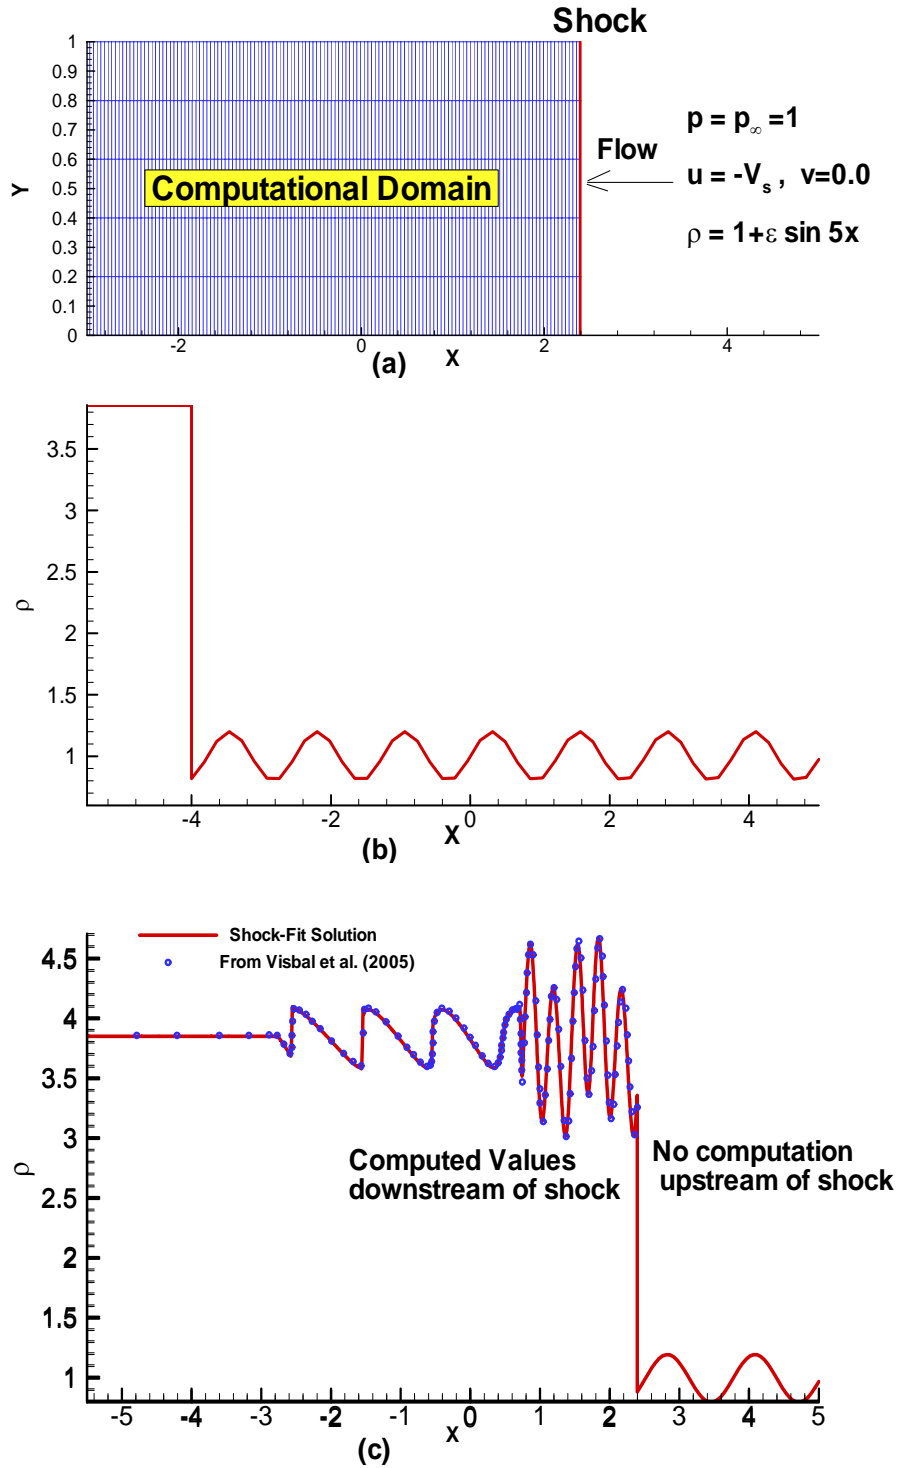 Shock
1
0.9
0.8
0.7
0.6
0.5
0.4
0.3
0.2
0.1
0
Y
Computational Domain
Flow
p = p∞ =1
u = -Vs , v=0.0
ρ = 1+ε sin 5x
-2
0
2
4
X
(a)
3.5
3
2.5
2
1.5
1
ρ
-4
-2
0
2
4
X
(b)
Shock-Fit Solution
From Visbal et al. (2005)
4.5
4
3.5
3
2.5
2
1.5
1
ρ
Computed Values
downstream of shock
No computation
upstream of shock
-5
-4
-3
-2
-1
0
1
2
3
4
5
X
(c)